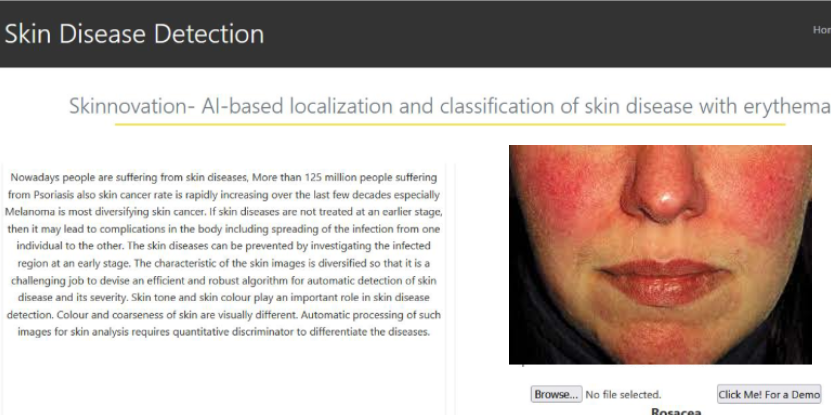 Skin Disease Detection
Skinnovation- AI-based localization and classification of skin disease with erythema
Nowadays people are suffering from skin diseases, More than 125 million people suffering
from Psoriasis also skin cancer rate is rapidly increasing over the last few decades especially
Melanoma is most diversifying skin cancer. If skin diseases are not treated at an earlier stage,
then it may lead to complications in the body including spreading of the infection from one
individual to the other. The skin diseases can be prevented by investigating the infected
region at an early stage. The characteristic of the skin images is diversified so that it is a
challenging job to devise an efficient and robust algorithm for automatic detection of skin
disease and its severity. Skin tone and skin colour play an important role in skin disease
detection. Colour and coarseness of skin are visually different. Automatic processing of such
images for skin analysis requires quantitative discriminator to differentiate the diseases.
Browse... No file selected. Click Me! For a Demo
Rosacea